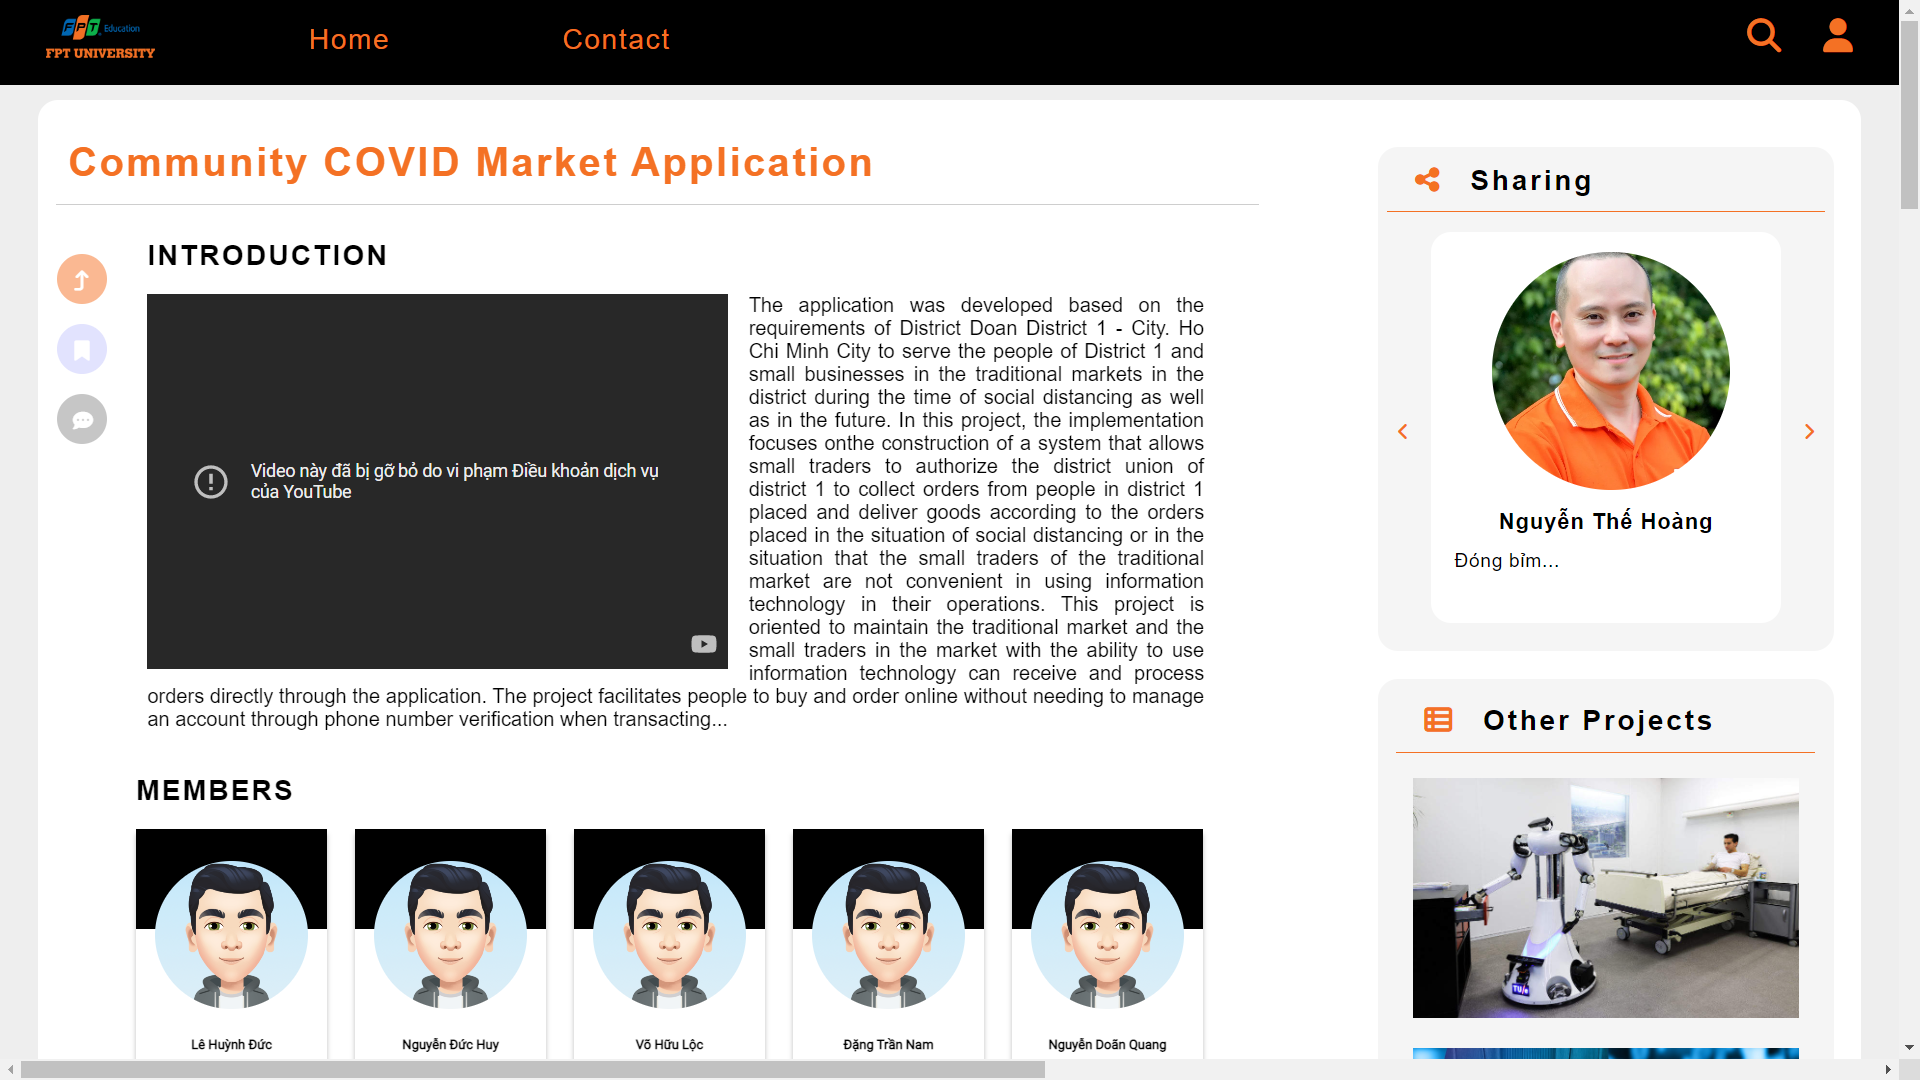 FPT Education
FPT UNIVERSITY
Home
Contact
Community COVID Market Application
INTRODUCTION
Video này đã bị gỡ bỏ do vi phạm Điều khoản dịch vụ
của YouTube
The application was developed based on the
requirements of District Doan District 1 - City. Ho
Chi Minh City to serve the people of District 1 and
small businesses in the traditional markets in the
district during the time of social distancing as well
as in the future. In this project, the implementation
focuses onthe construction of a system that allows
small traders to authorize the district union of
district 1 to collect orders from people in district 1
placed and deliver goods according to the orders
placed in the situation of social distancing or in the
situation that the small traders of the traditional
market are not convenient in using information
technology in their operations. This project is
oriented to maintain the traditional market and the
small traders in the market with the ability to use
information technology can receive and process
orders directly through the application. The project facilitates people to buy and order online without needing to manage
an account through phone number verification when transacting...
MEMBERS
Lê Huỳnh Đức
Nguyễn Đức Huy
Võ Hữu Lộc
Đặng Trần Nam
Nguyễn Doãn Quang
Sharing
Nguyễn Thế Hoàng
Đóng bỉm...
Other Projects
TU/e